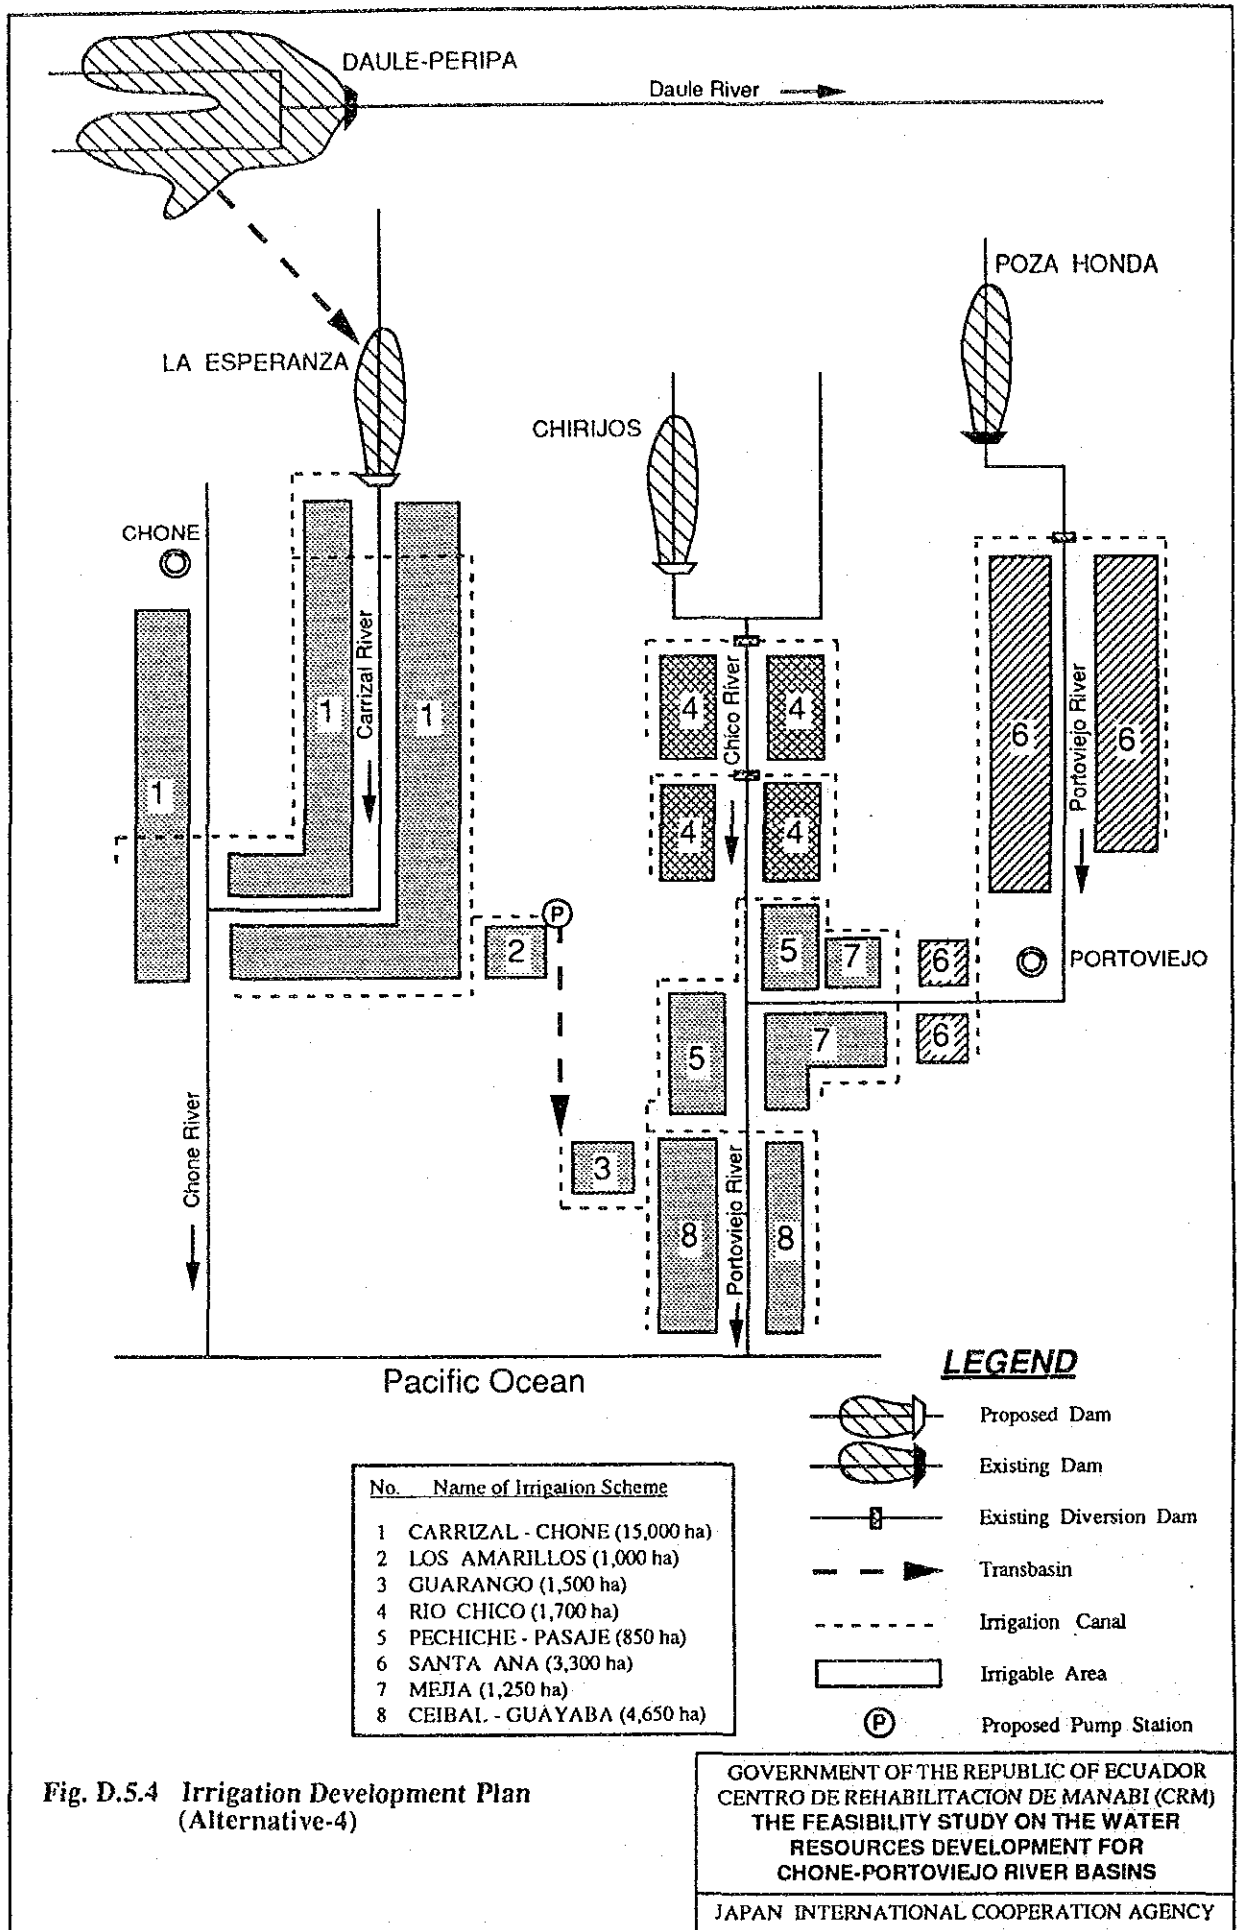 DAULE-PERIPA
Daule River
POZA HONDA
LA ESPERANZA
CHIRIJOS
CHONE
1
1
1
Carrizal River
4
4
Chico River
4
4
6
6
Portoviejo River
P
2
5
7
6
PORTOVIEJO
5
7
6
Chone River
3
8
8
Portoviejo River
Pacific Ocean
LEGEND
Proposed Dam
Existing Dam
Existing Diversion Dam
Transbasin
Irrigation Canal
Irrigable Area
P Proposed Pump Station
No. Name of Irrigation Scheme
1 CARRIZAL - CHONE (15,000 ha)
2 LOS AMARILLOS (1,000 ha)
3 GUARANGO (1,500 ha)
4 RIO CHICO (1,700 ha)
5 PECHICHE - PASAJE (850 ha)
6 SANTA ANA (3,300 ha)
7 MEJIA (1,250 ha)
8 CEIBAL - GUAYABA (4,650 ha)
Fig. D.5.4 Irrigation Development Plan
(Alternative-4)
GOVERNMENT OF THE REPUBLIC OF ECUADOR
CENTRO DE REHABILITACION DE MANABI (CRM)
THE FEASIBILITY STUDY ON THE WATER
RESOURCES DEVELOPMENT FOR
CHONE-PORTOVIEJO RIVER BASINS
JAPAN INTERNATIONAL COOPERATION AGENCY